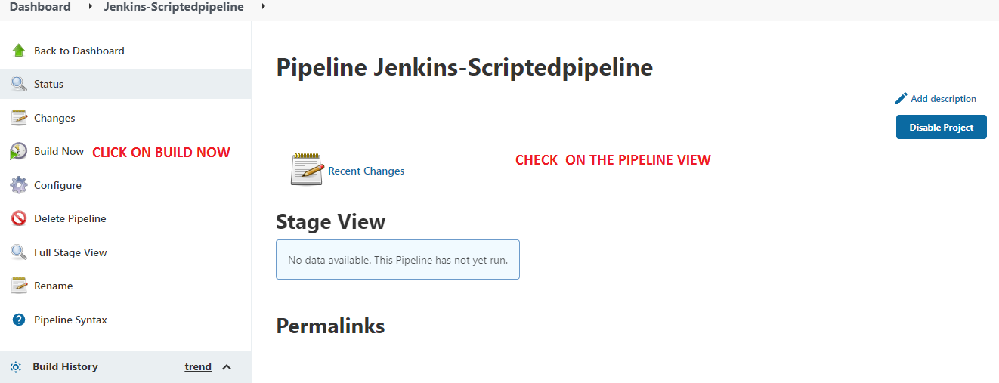 Dashboard Jenkins-Scriptedpipeline
Back to Dashboard
Status
Changes
Build Now CLICK ON BUILD NOW
Configure
Delete Pipeline
Full Stage View
Rename
Pipeline Syntax
Build History trend
Pipeline Jenkins-Scriptedpipeline
Add description
Disable Project
Recent Changes
CHECK ON THE PIPELINE VIEW
Stage View
No data available. This Pipeline has not yet run.
Permalinks